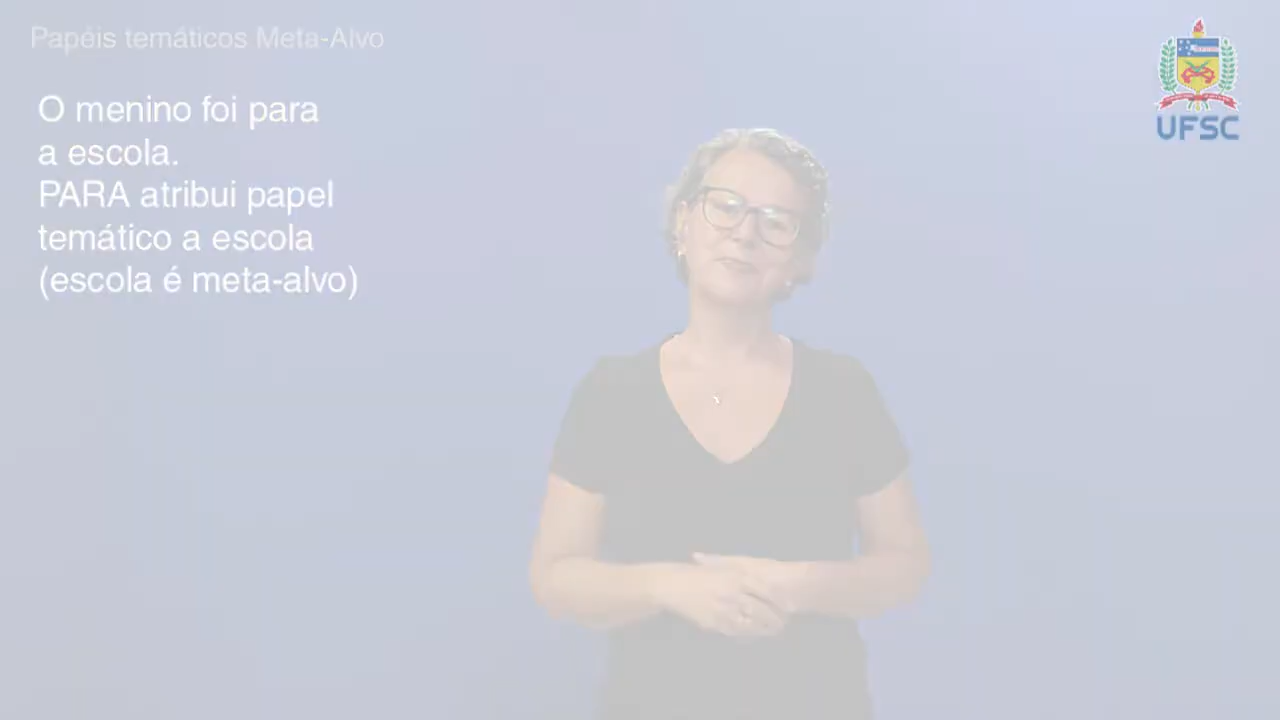 Papéis temáticos Meta-Alvo
O menino foi para
a escola.
PARA atribui papel
temático a escola
(escola é meta-alvo)
UFSC